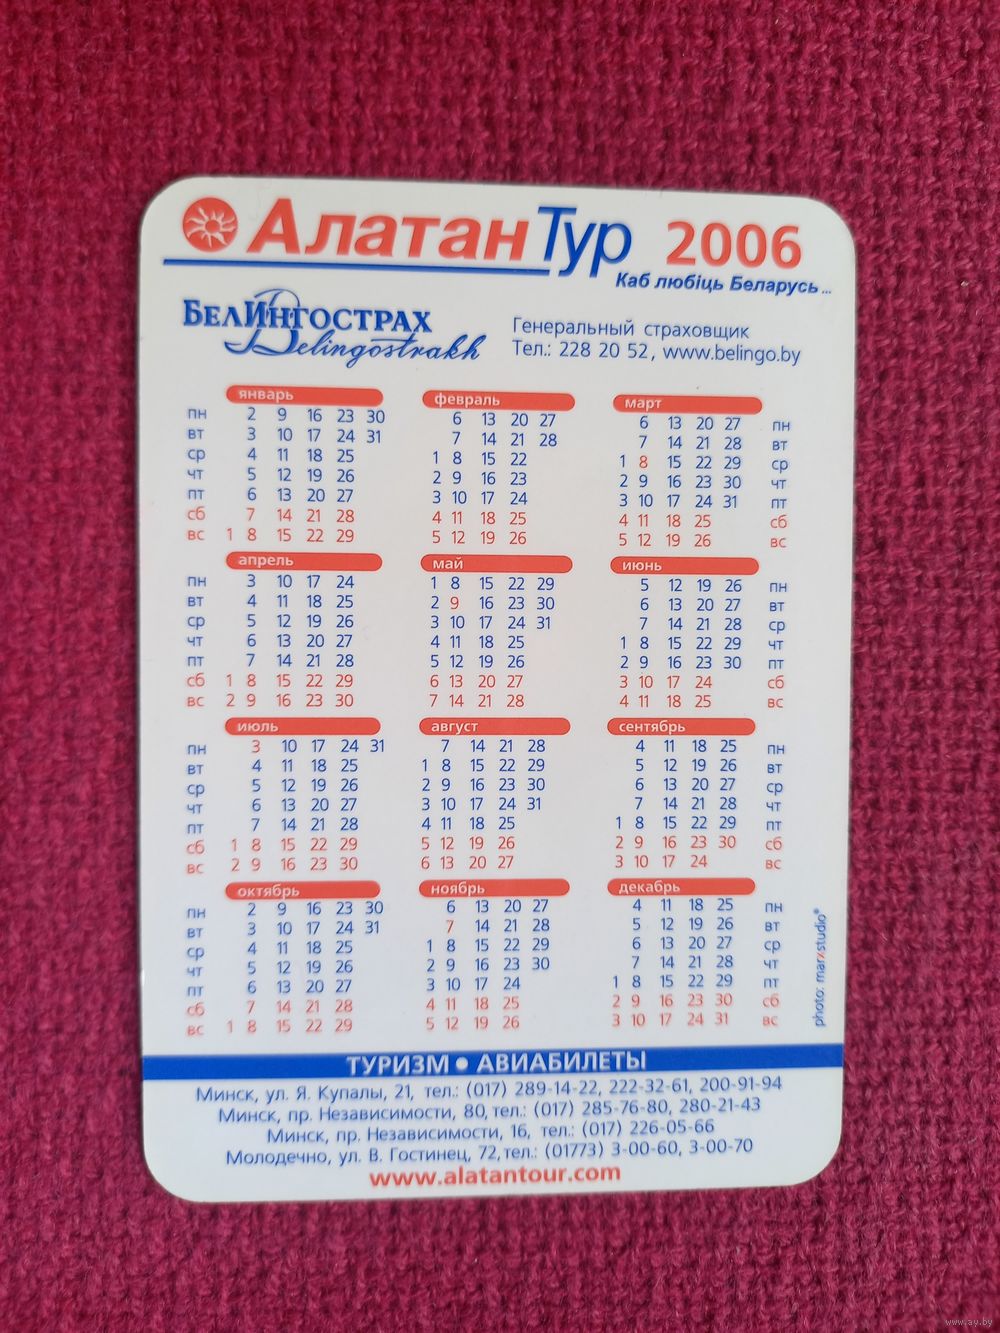 Алатан Тур 2006
Каб любіць Беларусь...
БелИнгострах
Belingostrakh
Генеральный страховщик
Тел.: 228 20 52, www.belingo.by
январь февраль март
пн 2 9 16 23 30 6 13 20 27 6 13 20 27 пн
вт 3 10 17 24 31 7 14 21 28 7 14 21 28 вт
ср 4 11 18 25 1 8 15 22 1 8 15 22 29 ср
чт 5 12 19 26 2 9 16 23 2 9 16 23 30 чт
пт 6 13 20 27 3 10 17 24 3 10 17 24 31 пт
сб 7 14 21 28 4 11 18 25 4 11 18 25 сб
вс 1 8 15 22 29 5 12 19 26 5 12 19 26 вс
апрель май июнь
пн 3 10 17 24 1 8 15 22 29 5 12 19 26 пн
вт 4 11 18 25 2 9 16 23 30 6 13 20 27 вт
ср 5 12 19 26 3 10 17 24 31 7 14 21 28 ср
чт 6 13 20 27 4 11 18 25 1 8 15 22 29 чт
пт 7 14 21 28 5 12 19 26 2 9 16 23 30 пт
сб 1 8 15 22 29 6 13 20 27 3 10 17 24 сб
вс 2 9 16 23 30 7 14 21 28 4 11 18 25 вс
июль август сентябрь
пн 3 10 17 24 31 7 14 21 28 4 11 18 25 пн
вт 4 11 18 25 1 8 15 22 29 5 12 19 26 вт
ср 5 12 19 26 2 9 16 23 30 6 13 20 27 ср
чт 6 13 20 27 3 10 17 24 31 7 14 21 28 чт
пт 7 14 21 28 4 11 18 25 1 8 15 22 29 пт
сб 1 8 15 22 29 5 12 19 26 2 9 16 23 30 сб
вс 2 9 16 23 30 6 13 20 27 3 10 17 24 вс
октябрь ноябрь декабрь
пн 2 9 16 23 30 6 13 20 27 4 11 18 25 пн
вт 3 10 17 24 31 7 14 21 28 5 12 19 26 вт
ср 4 11 18 25 1 8 15 22 29 6 13 20 27 ср
чт 5 12 19 26 2 9 16 23 30 7 14 21 28 чт
пт 6 13 20 27 3 10 17 24 1 8 15 22 29 пт
сб 7 14 21 28 4 11 18 25 2 9 16 23 30 сб
вс 1 8 15 22 29 5 12 19 26 3 10 17 24 31 вс
photo: marxstudio®
ТУРИЗМ • АВИАБИЛЕТЫ
Минск, ул. Я. Купалы, 21, тел.: (017) 289-14-22, 222-32-61, 200-91-94
Минск, пр. Независимости, 80, тел.: (017) 285-76-80, 280-21-43
Минск, пр. Независимости, 16, тел.: (017) 226-05-66
Молодечно, ул. В. Гостинец, 72, тел.: (01773) 3-00-60, 3-00-70
www.alatantour.com
www.ay.by